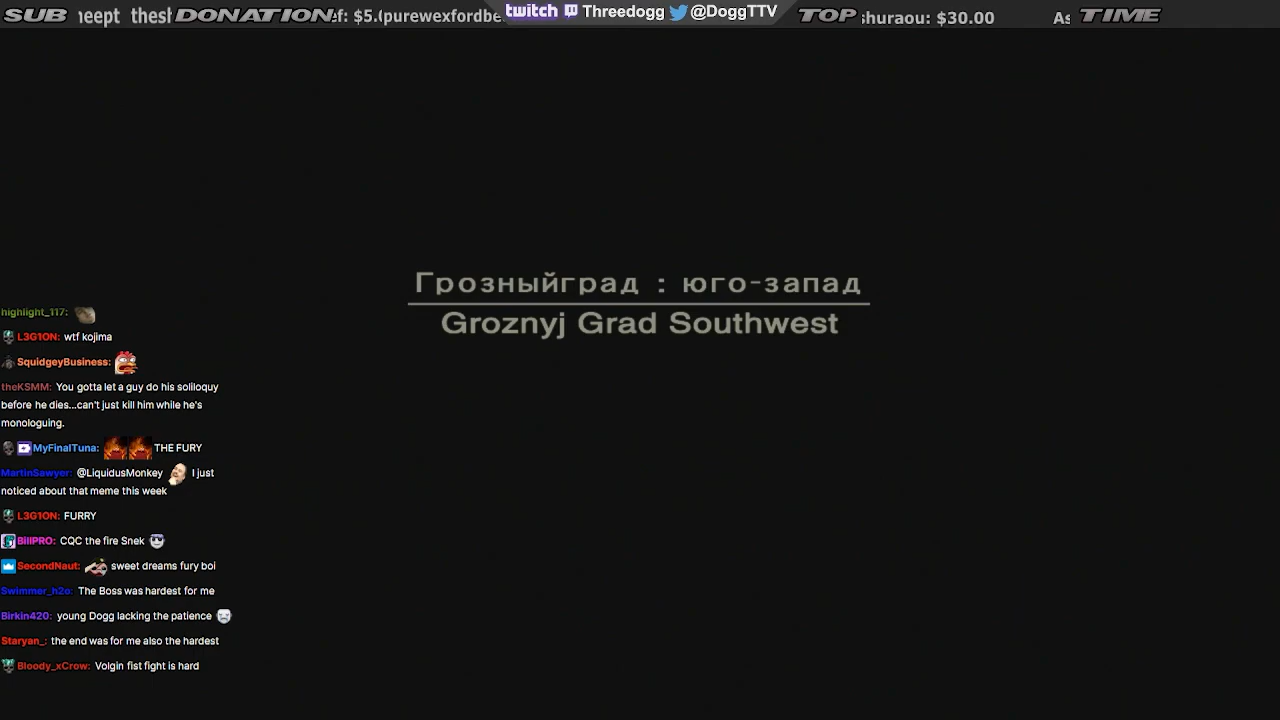 SUB neept DONATION: f: $5. (purewexfordbe twitch Threedogg @DoggTTV TOP shuraou: $30.00 As TIME
Грозныйград : юго-запад
Groznyj Grad Southwest
highlight_117:
L3G1ON: wtf kojima
SquidgeyBusiness:
theKSMM: You gotta let a guy do his soliloquy
before he dies...can't just kill him while he's
monologuing.
MyFinalTuna: THE FURY
MartinSawyer: @LiquidusMonkey I just
noticed about that meme this week
L3G1ON: FURRY
BillPRO: CQC the fire Snek
SecondNaut: sweet dreams fury boi
Swimmer_h2o: The Boss was hardest for me
Birkin420: young Dogg lacking the patience
Staryan_: the end was for me also the hardest
Bloody_xCrow: Volgin fist fight is hard